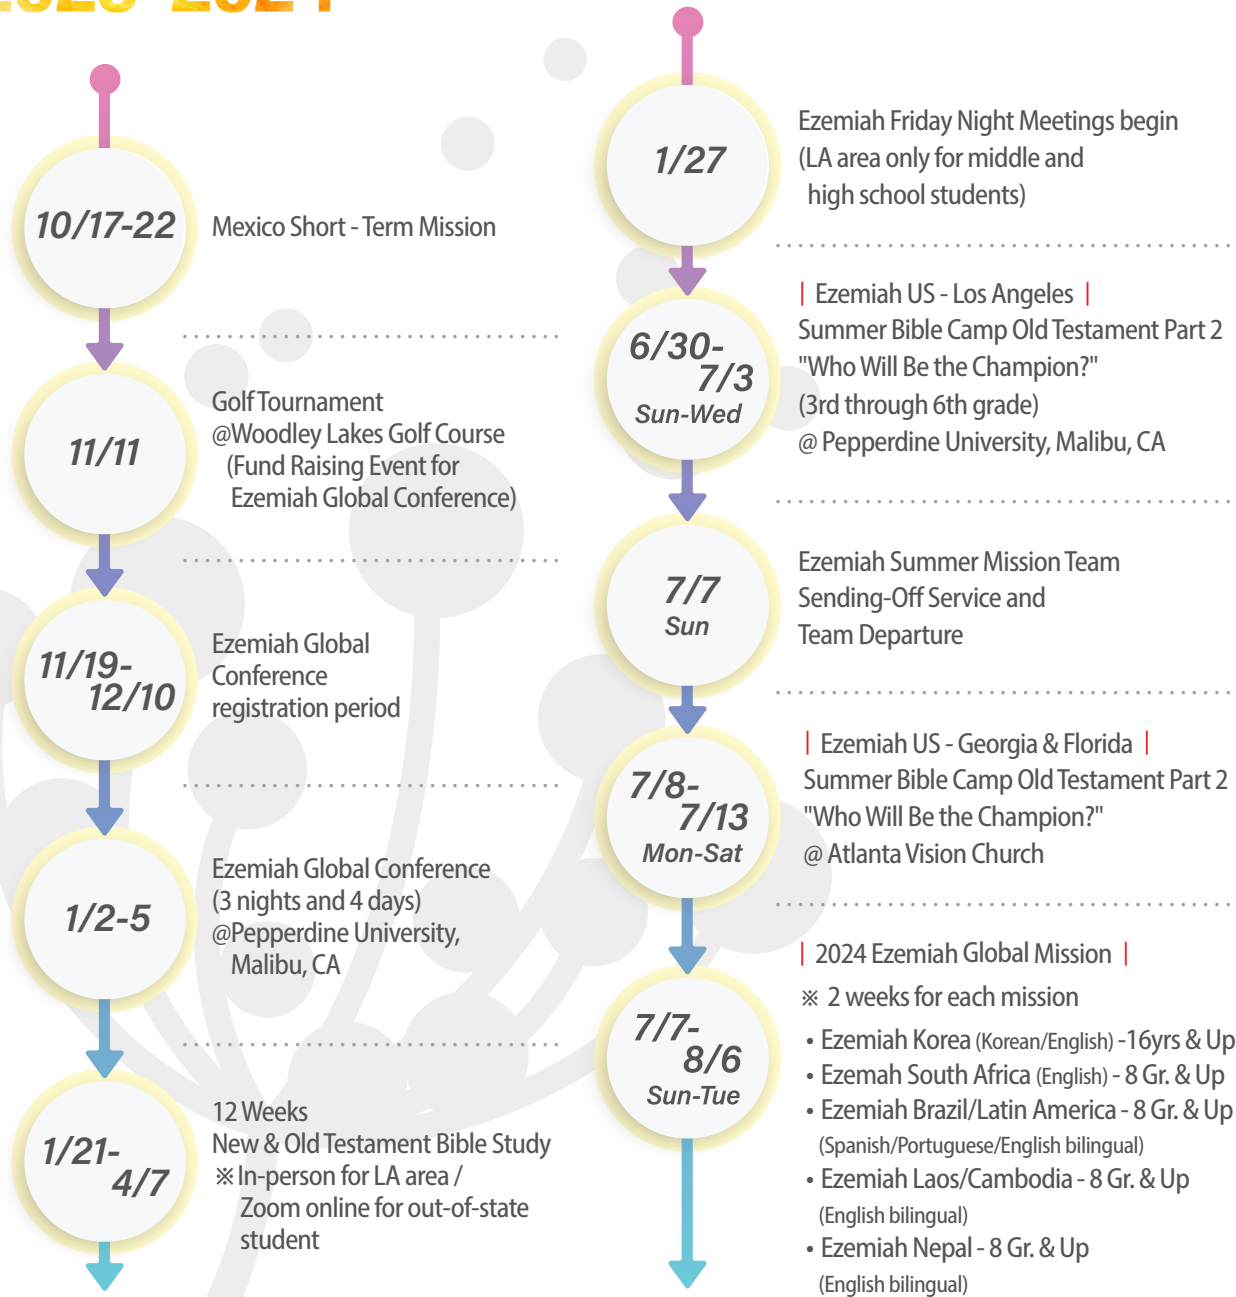 2023-2024
10/17-22
Mexico Short - Term Mission
11/11
Golf Tournament
@Woodley Lakes Golf Course
(Fund Raising Event for
Ezemiah Global Conference)
11/19-
12/10
Ezemiah Global
Conference
registration period
1/2-5
Ezemiah Global Conference
(3 nights and 4 days)
@Pepperdine University,
Malibu, CA
1/21-
4/7
12 Weeks
New & Old Testament Bible Study
※In-person for LA area /
Zoom online for out-of-state
student
1/27
Ezemiah Friday Night Meetings begin
(LA area only for middle and
high school students)
6/30-
7/3
Sun-Wed
| Ezemiah US - Los Angeles |
Summer Bible Camp Old Testament Part 2
"Who Will Be the Champion?"
(3rd through 6th grade)
@ Pepperdine University, Malibu, CA
7/7
Sun
Ezemiah Summer Mission Team
Sending-Off Service and
Team Departure
7/8-
7/13
Mon-Sat
| Ezemiah US - Georgia & Florida |
Summer Bible Camp Old Testament Part 2
"Who Will Be the Champion?"
@ Atlanta Vision Church
7/7-
8/6
Sun-Tue
| 2024 Ezemiah Global Mission |
※ 2 weeks for each mission
• Ezemiah Korea (Korean/English) -16yrs & Up
• Ezemah South Africa (English) - 8 Gr. & Up
• Ezemiah Brazil/Latin America - 8 Gr. & Up
(Spanish/Portuguese/English bilingual)
• Ezemiah Laos/Cambodia - 8 Gr. & Up
(English bilingual)
• Ezemiah Nepal - 8 Gr. & Up
(English bilingual)